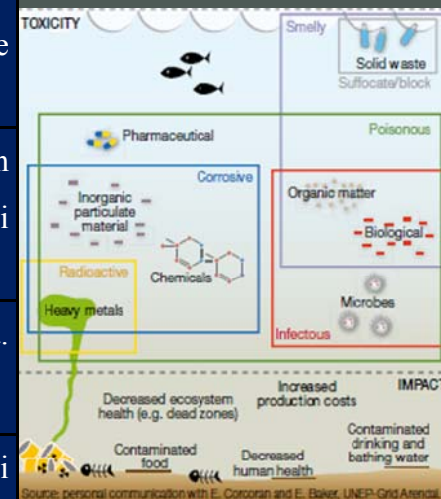 e
n
i
-.
i
TOXICITY
Smelly
Solid waste
Suffocate/block
Poisonous
Pharmaceutical
Corrosive
Inorganic
particulate
material
Organic matter
Biological
Chemicals
Radioactive
Heavy metals
Microbes
Infectous
IMPACT
Decreased ecosystem
health (e.g. dead zones)
Increased
production costs
Contaminated
food
Decreased
human health
Contaminated
drinking and
bathing water
Source: personal communication with E. Corcoran and E. Baker, UNEP-Grid Arendal